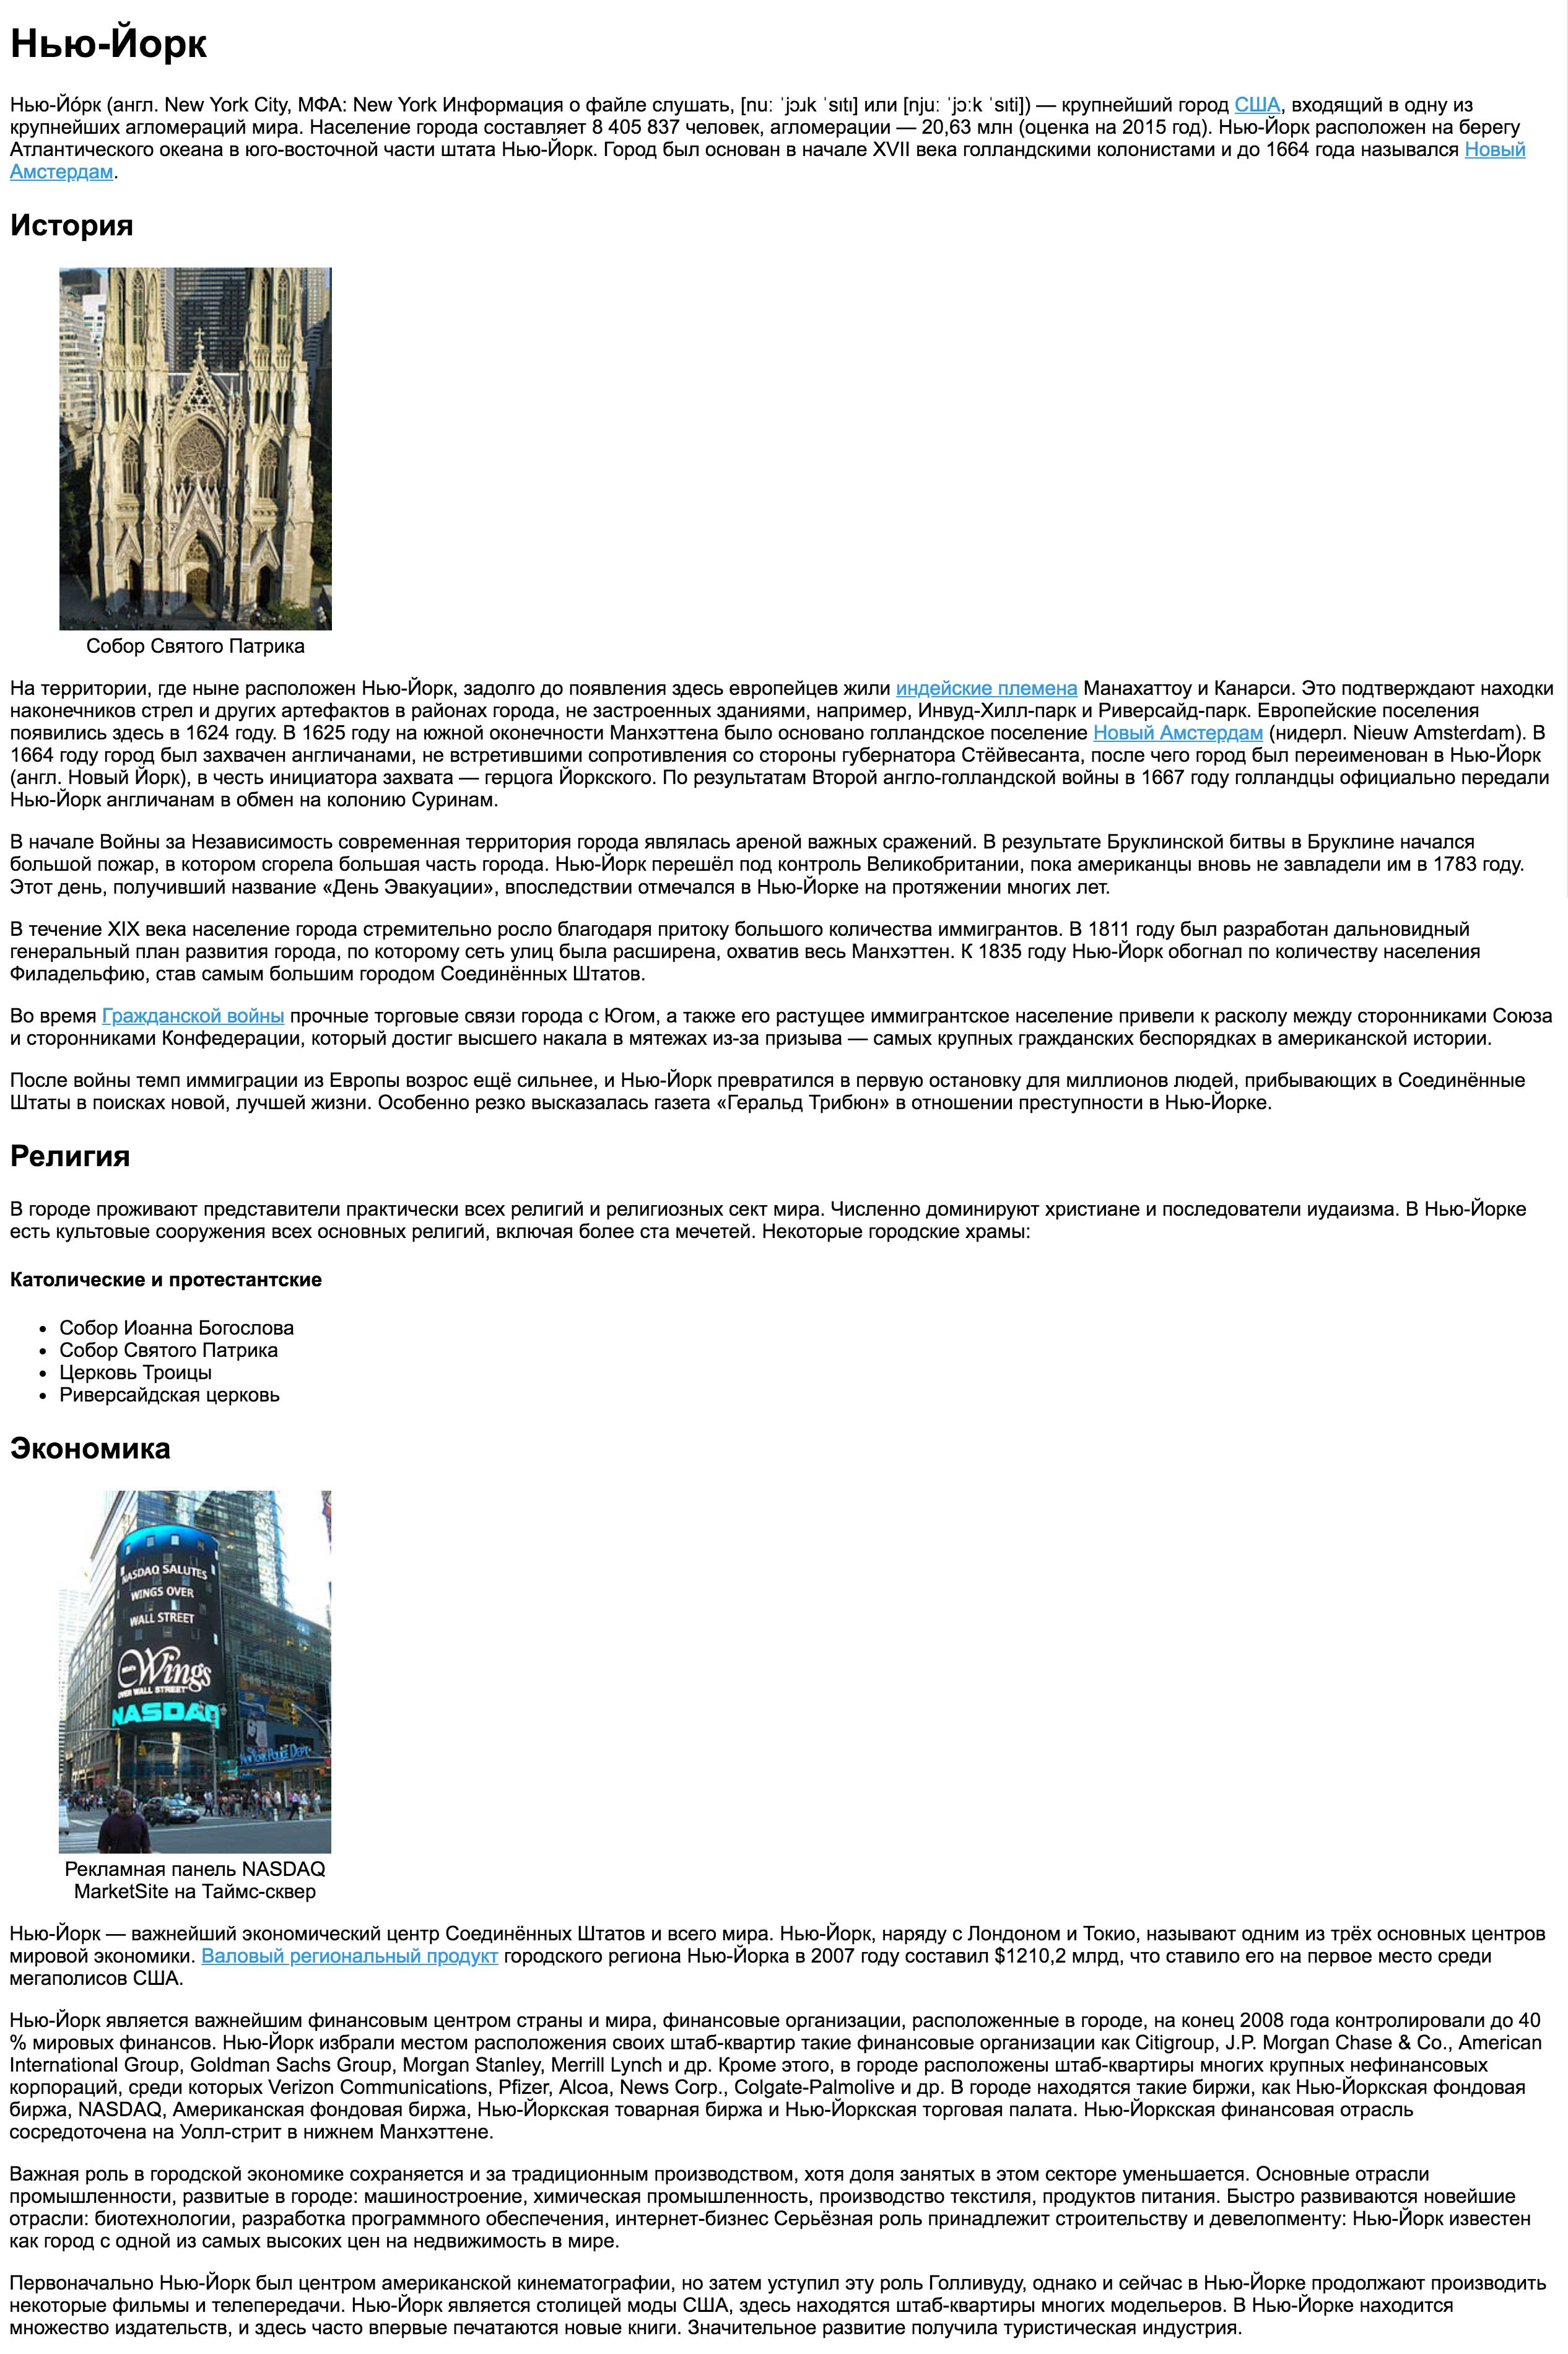 Нью-Йорк
Нью-Йо́рк (англ. New York City, МФА: New York Информация о файле слушать, [nuː ˈjɔɹk ˈsɪtɪ] или [njuː ˈjɔːk ˈsɪti]) — крупнейший город США, входящий в одну из
крупнейших агломераций мира. Население города составляет 8 405 837 человек, агломерации — 20,63 млн (оценка на 2015 год). Нью-Йорк расположен на берегу
Атлантического океана в юго-восточной части штата Нью-Йорк. Город был основан в начале XVII века голландскими колонистами и до 1664 года назывался Новый
Амстердам.
История
Собор Святого Патрика
На территории, где ныне расположен Нью-Йорк, задолго до появления здесь европейцев жили индейские племена Манахаттоу и Канарси. Это подтверждают находки
наконечников стрел и других артефактов в районах города, не застроенных зданиями, например, Инвуд-Хилл-парк и Риверсайд-парк. Европейские поселения
появились здесь в 1624 году. В 1625 году на южной оконечности Манхэттена было основано голландское поселение Новый Амстердам (нидерл. Nieuw Amsterdam). В
1664 году город был захвачен англичанами, не встретившими сопротивления со стороны губернатора Стёйвесанта, после чего город был переименован в Нью-Йорк
(англ. Новый Йорк), в честь инициатора захвата — герцога Йоркского. По результатам Второй англо-голландской войны в 1667 году голландцы официально передали
Нью-Йорк англичанам в обмен на колонию Суринам.
В начале Войны за Независимость современная территория города являлась ареной важных сражений. В результате Бруклинской битвы в Бруклине начался
большой пожар, в котором сгорела большая часть города. Нью-Йорк перешёл под контроль Великобритании, пока американцы вновь не завладели им в 1783 году.
Этот день, получивший название «День Эвакуации», впоследствии отмечался в Нью-Йорке на протяжении многих лет.
В течение XIX века население города стремительно росло благодаря притоку большого количества иммигрантов. В 1811 году был разработан дальновидный
генеральный план развития города, по которому сеть улиц была расширена, охватив весь Манхэттен. К 1835 году Нью-Йорк обогнал по количеству населения
Филадельфию, став самым большим городом Соединённых Штатов.
Во время Гражданской войны прочные торговые связи города с Югом, а также его растущее иммигрантское население привели к расколу между сторонниками Союза
и сторонниками Конфедерации, который достиг высшего накала в мятежах из-за призыва — самых крупных гражданских беспорядках в американской истории.
После войны темп иммиграции из Европы возрос ещё сильнее, и Нью-Йорк превратился в первую остановку для миллионов людей, прибывающих в Соединённые
Штаты в поисках новой, лучшей жизни. Особенно резко высказалась газета «Геральд Трибюн» в отношении преступности в Нью-Йорке.
Религия
В городе проживают представители практически всех религий и религиозных сект мира. Численно доминируют христиане и последователи иудаизма. В Нью-Йорке
есть культовые сооружения всех основных религий, включая более ста мечетей. Некоторые городские храмы:
Католические и протестантские
• Собор Иоанна Богослова
• Собор Святого Патрика
• Церковь Троицы
• Риверсайдская церковь
Экономика
NASDAQ SALUTES
WINGS OVER
WALL STREET
Wings
OVER WALL STREET
NASDAQ
NEW YORK POLICE DEPT
Рекламная панель NASDAQ
MarketSite на Таймс-сквер
Нью-Йорк — важнейший экономический центр Соединённых Штатов и всего мира. Нью-Йорк, наряду с Лондоном и Токио, называют одним из трёх основных центров
мировой экономики. Валовый региональный продукт городского региона Нью-Йорка в 2007 году составил $1210,2 млрд, что ставило его на первое место среди
мегаполисов США.
Нью-Йорк является важнейшим финансовым центром страны и мира, финансовые организации, расположенные в городе, на конец 2008 года контролировали до 40
% мировых финансов. Нью-Йорк избрали местом расположения своих штаб-квартир такие финансовые организации как Citigroup, J.P. Morgan Chase & Co., American
International Group, Goldman Sachs Group, Morgan Stanley, Merrill Lynch и др. Кроме этого, в городе расположены штаб-квартиры многих крупных нефинансовых
корпораций, среди которых Verizon Communications, Pfizer, Alcoa, News Corp., Colgate-Palmolive и др. В городе находятся такие биржи, как Нью-Йоркская фондовая
биржа, NASDAQ, Американская фондовая биржа, Нью-Йоркская товарная биржа и Нью-Йоркская торговая палата. Нью-Йоркская финансовая отрасль
сосредоточена на Уолл-стрит в нижнем Манхэттене.
Важная роль в городской экономике сохраняется и за традиционным производством, хотя доля занятых в этом секторе уменьшается. Основные отрасли
промышленности, развитые в городе: машиностроение, химическая промышленность, производство текстиля, продуктов питания. Быстро развиваются новейшие
отрасли: биотехнологии, разработка программного обеспечения, интернет-бизнес Серьёзная роль принадлежит строительству и девелопменту: Нью-Йорк известен
как город с одной из самых высоких цен на недвижимость в мире.
Первоначально Нью-Йорк был центром американской кинематографии, но затем уступил эту роль Голливуду, однако и сейчас в Нью-Йорке продолжают производить
некоторые фильмы и телепередачи. Нью-Йорк является столицей моды США, здесь находятся штаб-квартиры многих модельеров. В Нью-Йорке находится
множество издательств, и здесь часто впервые печатаются новые книги. Значительное развитие получила туристическая индустрия.